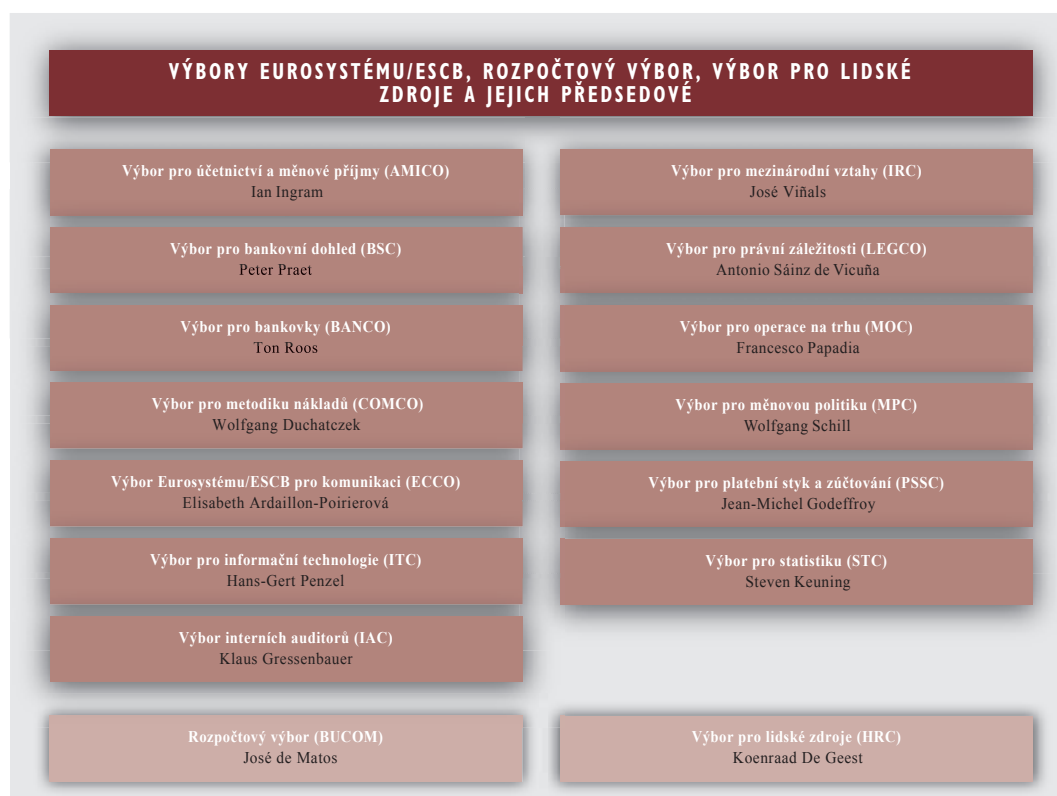 VÝBORY EUROSYSTÉMU/ESCB, ROZPOČTOVÝ VÝBOR, VÝBOR PRO LIDSKÉ
ZDROJE A JEJICH PŘEDSEDOVÉ
Výbor pro účetnictví a měnové příjmy (AMICO)
Ian Ingram
Výbor pro bankovní dohled (BSC)
Peter Praet
Výbor pro bankovky (BANCO)
Ton Roos
Výbor pro metodiku nákladů (COMCO)
Wolfgang Duchatczek
Výbor Eurosystému/ESCB pro komunikaci (ECCO)
Elisabeth Ardaillon-Poirierová
Výbor pro informační technologie (ITC)
Hans-Gert Penzel
Výbor interních auditorů (IAC)
Klaus Gressenbauer
Výbor pro mezinárodní vztahy (IRC)
José Viñals
Výbor pro právní záležitosti (LEGCO)
Antonio Sáinz de Vicuña
Výbor pro operace na trhu (MOC)
Francesco Papadia
Výbor pro měnovou politiku (MPC)
Wolfgang Schill
Výbor pro platební styk a zúčtování (PSSC)
Jean-Michel Godeffroy
Výbor pro statistiku (STC)
Steven Keuning
Rozpočtový výbor (BUCOM)
José de Matos
Výbor pro lidské zdroje (HRC)
Koenraad De Geest